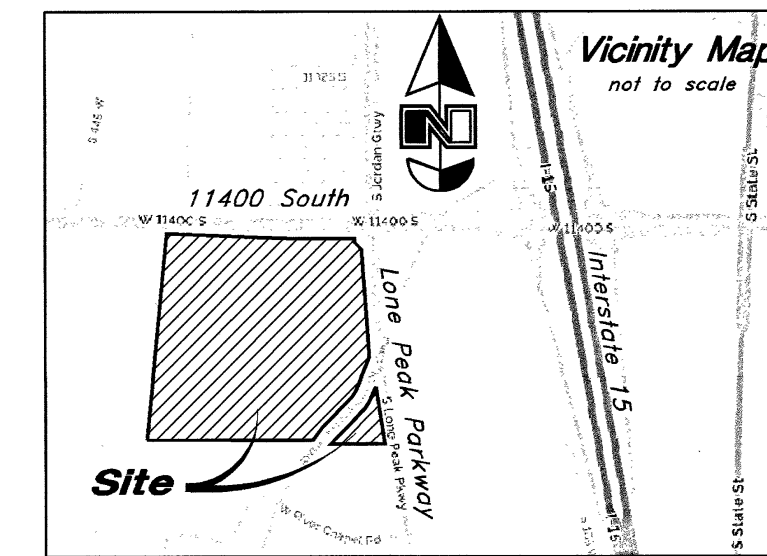 Vicinity Map
not to scale
S Jordan Gtwy
N
11400 South
W 11400 S
W 11400 S
W 11400 S
I-15
S State St
Lone Peak Parkway
Interstate 15
S Lone Peak Pkwy
Site
I-15
S State St